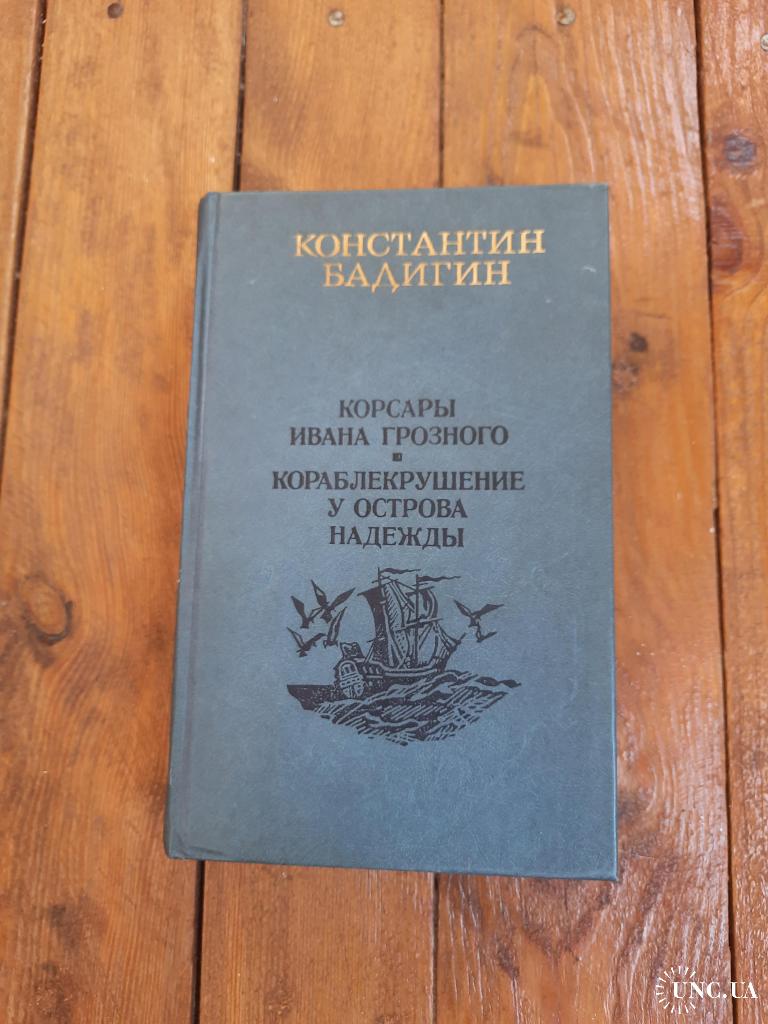 КОНСТАНТИН
БАДИГИН
КОРСАРЫ
ИВАНА ГРОЗНОГО
КОРАБЛЕКРУШЕНИЕ
У ОСТРОВА
НАДЕЖДЫ
UNC.UA